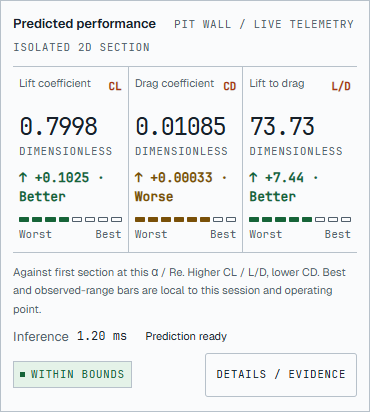 Predicted performance PIT WALL / LIVE TELEMETRY
ISOLATED 2D SECTION
Lift coefficient CL
0.7998
DIMENSIONLESS
↑ +0.1025 ·
Better
Worst Best
Drag coefficient CD
0.01085
DIMENSIONLESS
↑ +0.00033 ·
Worse
Worst Best
Lift to drag L/D
73.73
DIMENSIONLESS
↑ +7.44 ·
Better
Worst Best
Against first section at this α / Re. Higher CL / L/D, lower CD. Best
and observed-range bars are local to this session and operating
point.
Inference 1.20 ms Prediction ready
WITHIN BOUNDS
DETAILS / EVIDENCE